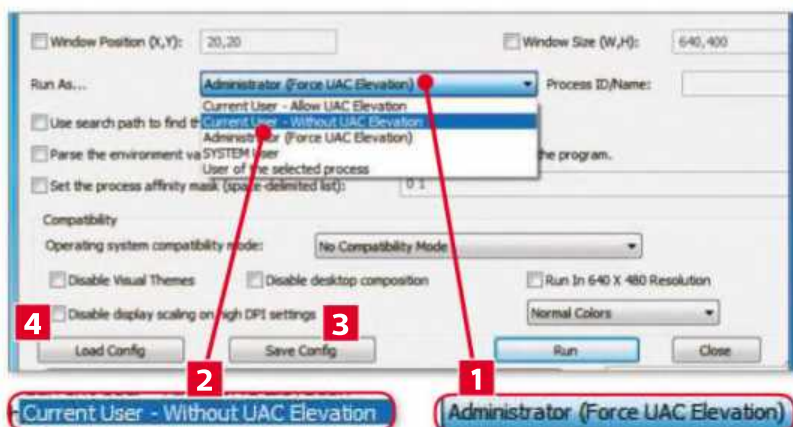 Window Position (X,Y): 20,20 Window Size (W,H): 640,400
Run As... Administrator (Force UAC Elevation) Process ID/Name:
Current User - Allow UAC Elevation
Use search path to find th Current User - Without UAC Elevation
Administrator (Force UAC Elevation)
Parse the environment va SYSTEM User he program.
User of the selected process
Set the process affinity mask (space-delimited list): 0 1
Compatibility
Operating system compatibility mode: No Compatibility Mode
Disable Visual Themes Disable desktop composition Run In 640 X 480 Resolution
Disable display scaling on high DPI settings Normal Colors
4 3
Load Config Save Config Run Close
2 1
Current User - Without UAC Elevation Administrator (Force UAC Elevation)